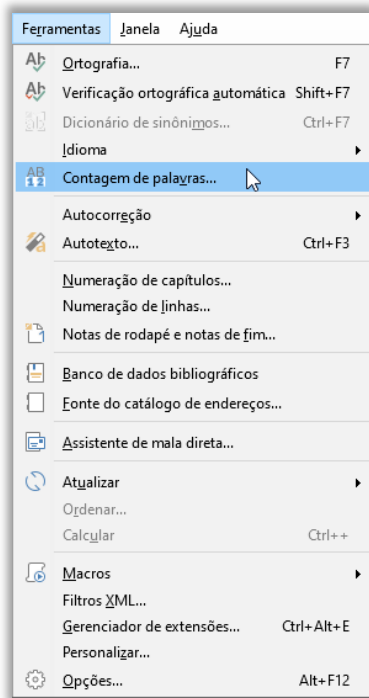 Ferramentas Janela Ajuda
Ortografia... F7
Verificação ortográfica automática Shift+F7
Dicionário de sinônimos... Ctrl+F7
Idioma
Contagem de palavras...
Autocorreção
Autotexto... Ctrl+F3
Numeração de capítulos...
Numeração de linhas...
Notas de rodapé e notas de fim...
Banco de dados bibliográficos
Fonte do catálogo de endereços...
Assistente de mala direta...
Atualizar
Ordenar...
Calcular Ctrl++
Macros
Filtros XML...
Gerenciador de extensões... Ctrl+Alt+E
Personalizar...
Opções... Alt+F12